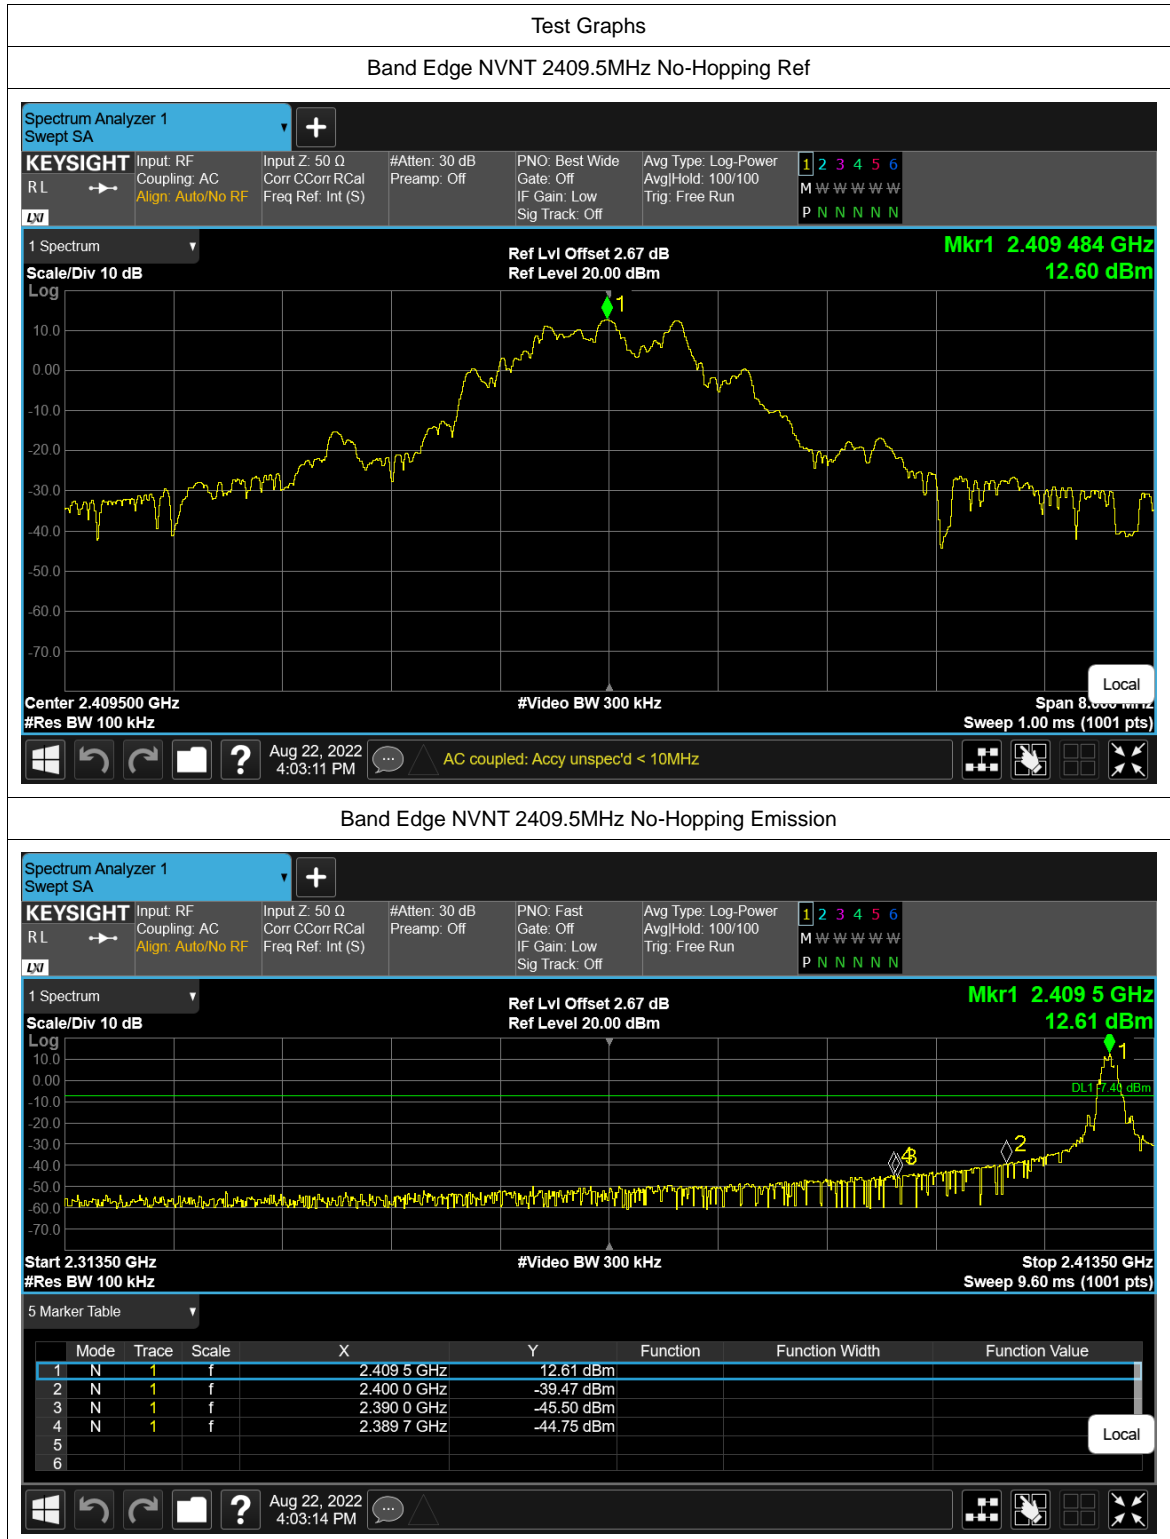 Test Graphs
Band Edge NVNT 2409.5MHz No-Hopping Ref
Spectrum Analyzer 1
Swept SA
+
KEYSIGHT Input: RF Input Z: 50 Ω #Atten: 30 dB PNO: Best Wide Avg Type: Log-Power 1 2 3 4 5 6
R L Coupling: AC Corr CCorr RCal Preamp: Off Gate: Off Avg|Hold: 100/100 M W W W W W
Align: Auto/No RF Freq Ref: Int (S) IF Gain: Low Trig: Free Run
LXI Sig Track: Off P N N N N N
1 Spectrum Ref Lvl Offset 2.67 dB Mkr1 2.409 484 GHz
Scale/Div 10 dB Ref Level 20.00 dBm 12.60 dBm
Log
1
10.0
0.00
-10.0
-20.0
-30.0
-40.0
-50.0
-60.0
-70.0
Local
Center 2.409500 GHz #Video BW 300 kHz Span 8.000 MHz
#Res BW 100 kHz Sweep 1.00 ms (1001 pts)
? Aug 22, 2022 AC coupled: Accy unspec'd < 10MHz
4:03:11 PM
Band Edge NVNT 2409.5MHz No-Hopping Emission
Spectrum Analyzer 1
Swept SA
+
KEYSIGHT Input: RF Input Z: 50 Ω #Atten: 30 dB PNO: Fast Avg Type: Log-Power 1 2 3 4 5 6
R L Coupling: AC Corr CCorr RCal Preamp: Off Gate: Off Avg|Hold: 100/100 M W W W W W
Align: Auto/No RF Freq Ref: Int (S) IF Gain: Low Trig: Free Run
LXI Sig Track: Off P N N N N N
1 Spectrum Ref Lvl Offset 2.67 dB Mkr1 2.409 5 GHz
Scale/Div 10 dB Ref Level 20.00 dBm 12.61 dBm
Log
1
10.0
0.00
DL1 -7.40 dBm
-10.0
-20.0
-30.0
2
4 3
-40.0
-50.0
-60.0
-70.0
Start 2.31350 GHz #Video BW 300 kHz Stop 2.41350 GHz
#Res BW 100 kHz Sweep 9.60 ms (1001 pts)
5 Marker Table
Mode Trace Scale X Y Function Function Width Function Value
1 N 1 f 2.409 5 GHz 12.61 dBm
2 N 1 f 2.400 0 GHz -39.47 dBm
3 N 1 f 2.390 0 GHz -45.50 dBm
4 N 1 f 2.389 7 GHz -44.75 dBm
5
6
Local
? Aug 22, 2022
4:03:14 PM